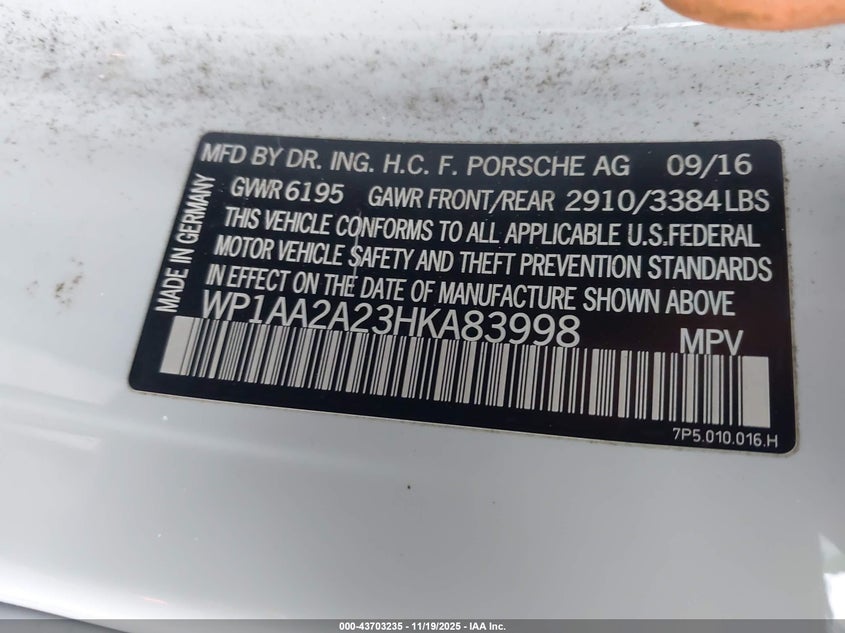 MFD BY DR. ING. H.C. F. PORSCHE AG 09/16
GVWR 6195 GAWR FRONT/REAR 2910/3384LBS
THIS VEHICLE CONFORMS TO ALL APPLICABLE U.S.FEDERAL
MOTOR VEHICLE SAFETY AND THEFT PREVENTION STANDARDS
IN EFFECT ON THE DATE OF MANUFACTURE SHOWN ABOVE
WP1AA2A23HKA83998 MPV
MADE IN GERMANY
7P5.010.016.H
000-43703235 - 11/19/2025 - IAA Inc.